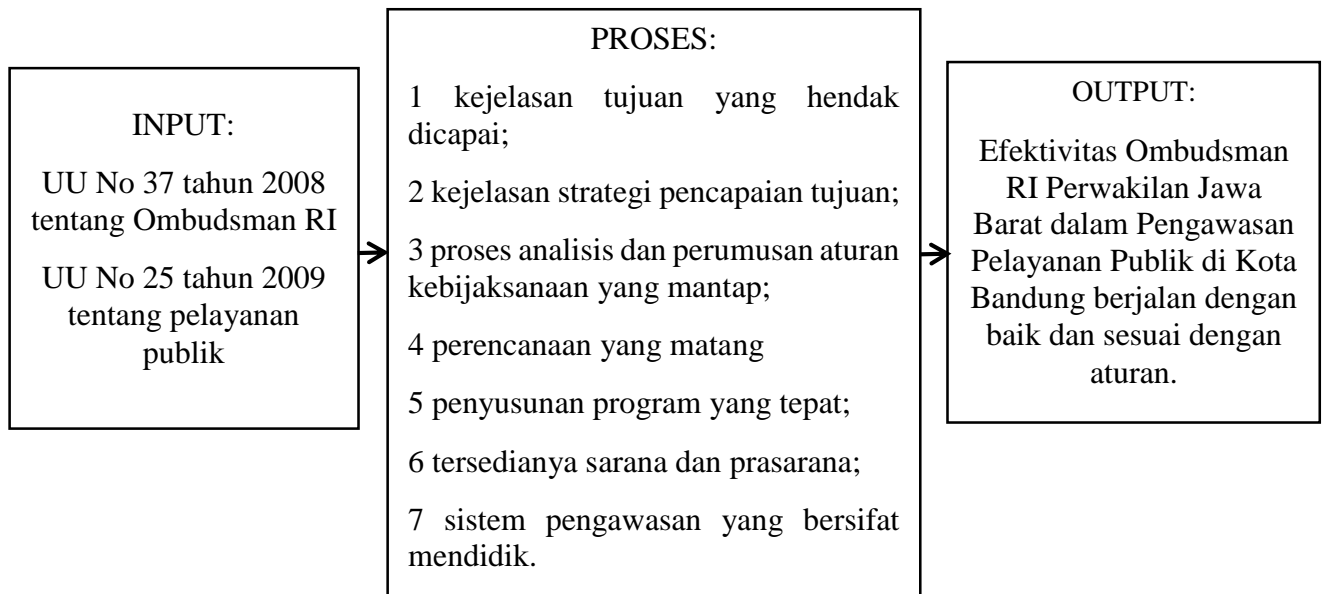 INPUT:
UU No 37 tahun 2008
tentang Ombudsman RI
UU No 25 tahun 2009
tentang pelayanan
publik
PROSES:
1 kejelasan tujuan yang hendak
dicapai;
2 kejelasan strategi pencapaian tujuan;
3 proses analisis dan perumusan aturan
kebijaksanaan yang mantap;
4 perencanaan yang matang
5 penyusunan program yang tepat;
6 tersedianya sarana dan prasarana;
7 sistem pengawasan yang bersifat
mendidik.
OUTPUT:
Efektivitas Ombudsman
RI Perwakilan Jawa
Barat dalam Pengawasan
Pelayanan Publik di Kota
Bandung berjalan dengan
baik dan sesuai dengan
aturan.